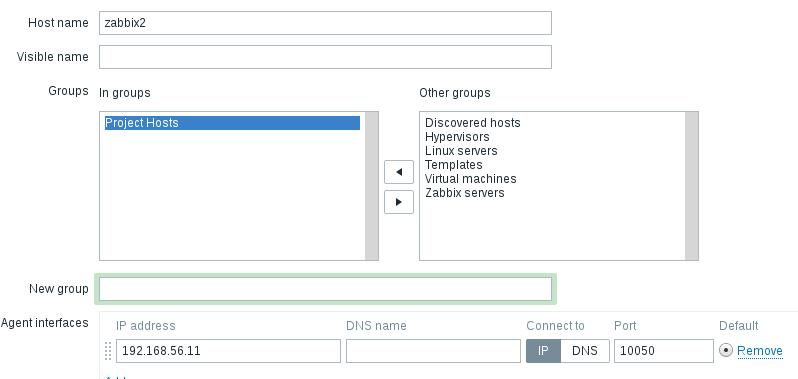 Host name zabbix2
Visible name
Groups In groups Other groups
Project Hosts
Discovered hosts
Hypervisors
Linux servers
Templates
Virtual machines
Zabbix servers
New group
Agent interfaces IP address DNS name Connect to Port Default
192.168.56.11 IP DNS 10050 Remove